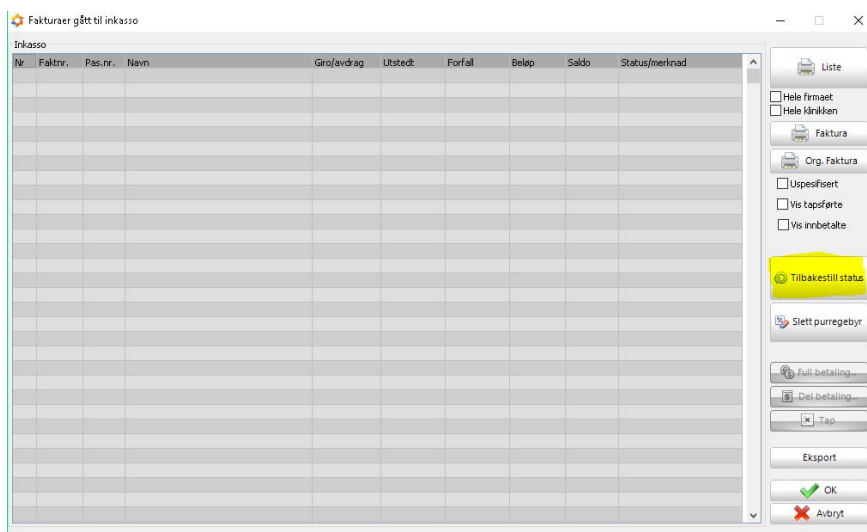 Fakturaer gått til inkasso
Inkasso
Nr Faktnr. Pas.nr. Navn Giro/avdrag Utstedt Forfall Beløp Saldo Status/merknad
Liste
Hele firmaet
Hele klinikken
Faktura
Org. Faktura
Uspesifisert
Vis tapsførte
Vis innbetalte
Tilbakestill status
Slett purregebyr
Full betaling...
Del betaling...
Tap
Eksport
OK
Avbryt